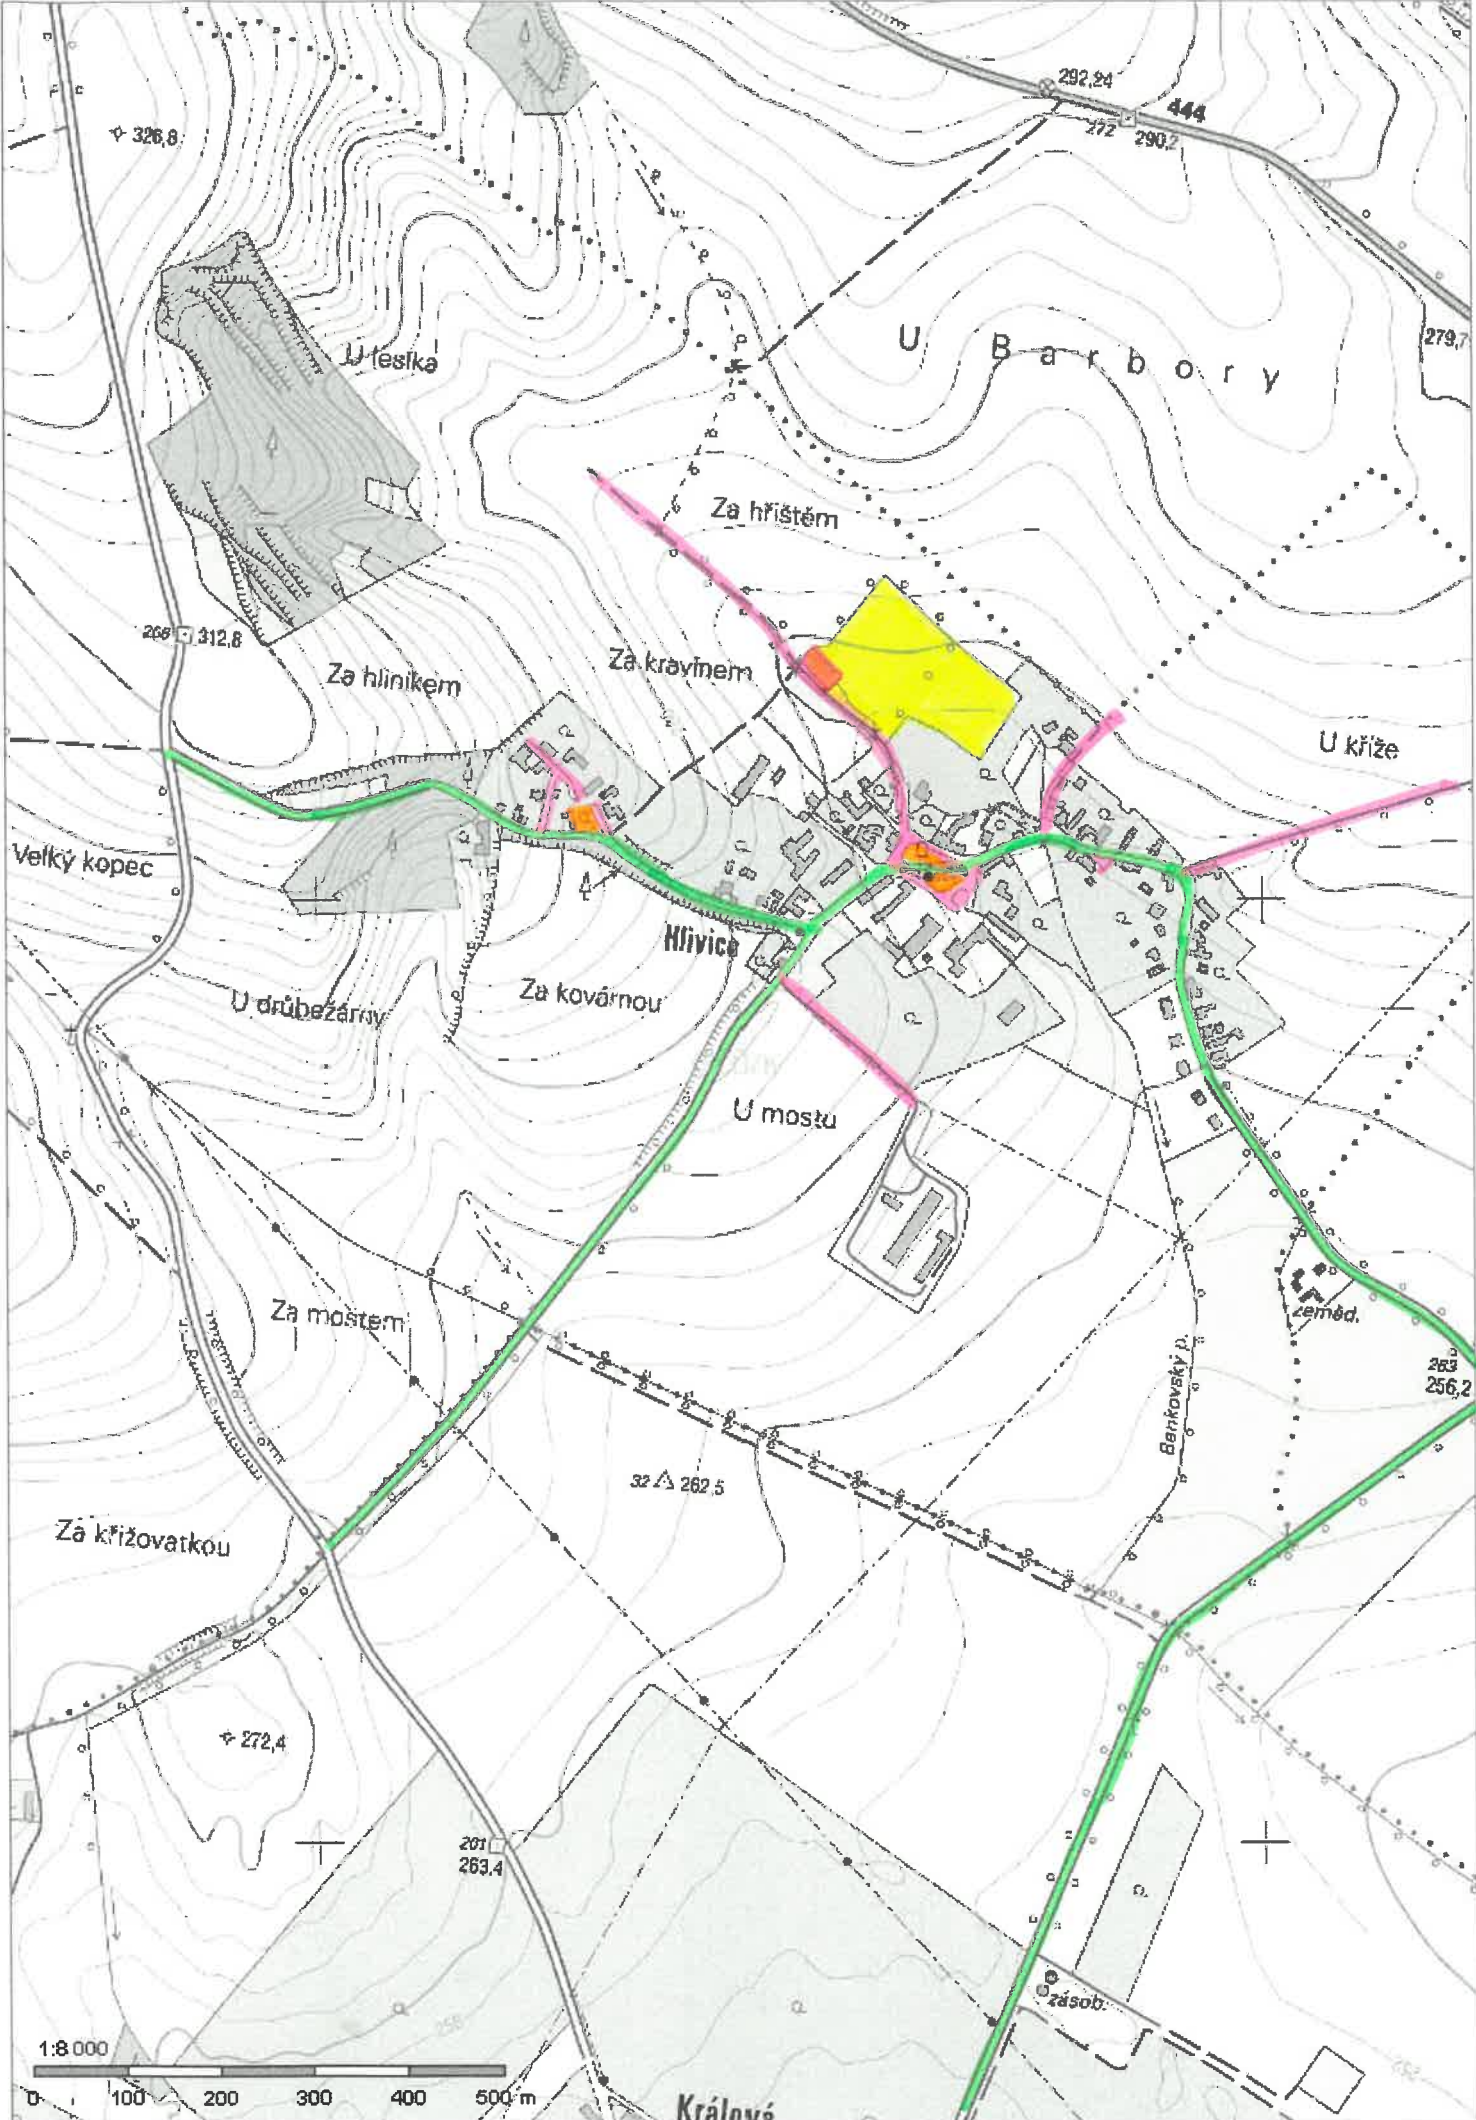 292,24
444
272
290,2
326,8
U Barbory
279,7
U lesíka
Za hřištěm
266
312,8
Za hliníkem
Za kravínem
U kříže
Velký kopec
Hlivice
U drůbežárny
Za kovárnou
U mostu
Za mostem
zeměd.
263
256,2
Benkovský p.
32
262,5
Za křižovatkou
272,4
201
263,4
zásob.
1:8 000
0 100 200 300 400 500 m
Králová